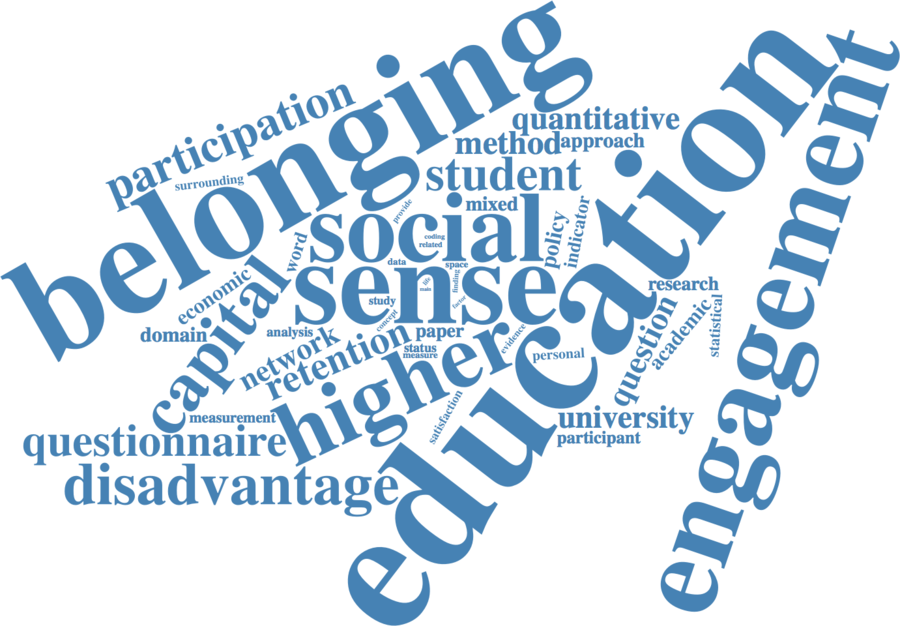 belonging
education
engagement
participation
surrounding
quantitative
method
approach
student
mixed
provide
social
coding
related
policy
indicator
word
data
space
sense
life
main
finding
factor
study
concept
economic
capital
domain
analysis
network
retention
paper
status
measure
evidence
higher
personal
research
question
academic
statistical
measurement
satisfaction
university
participant
questionnaire
disadvantage